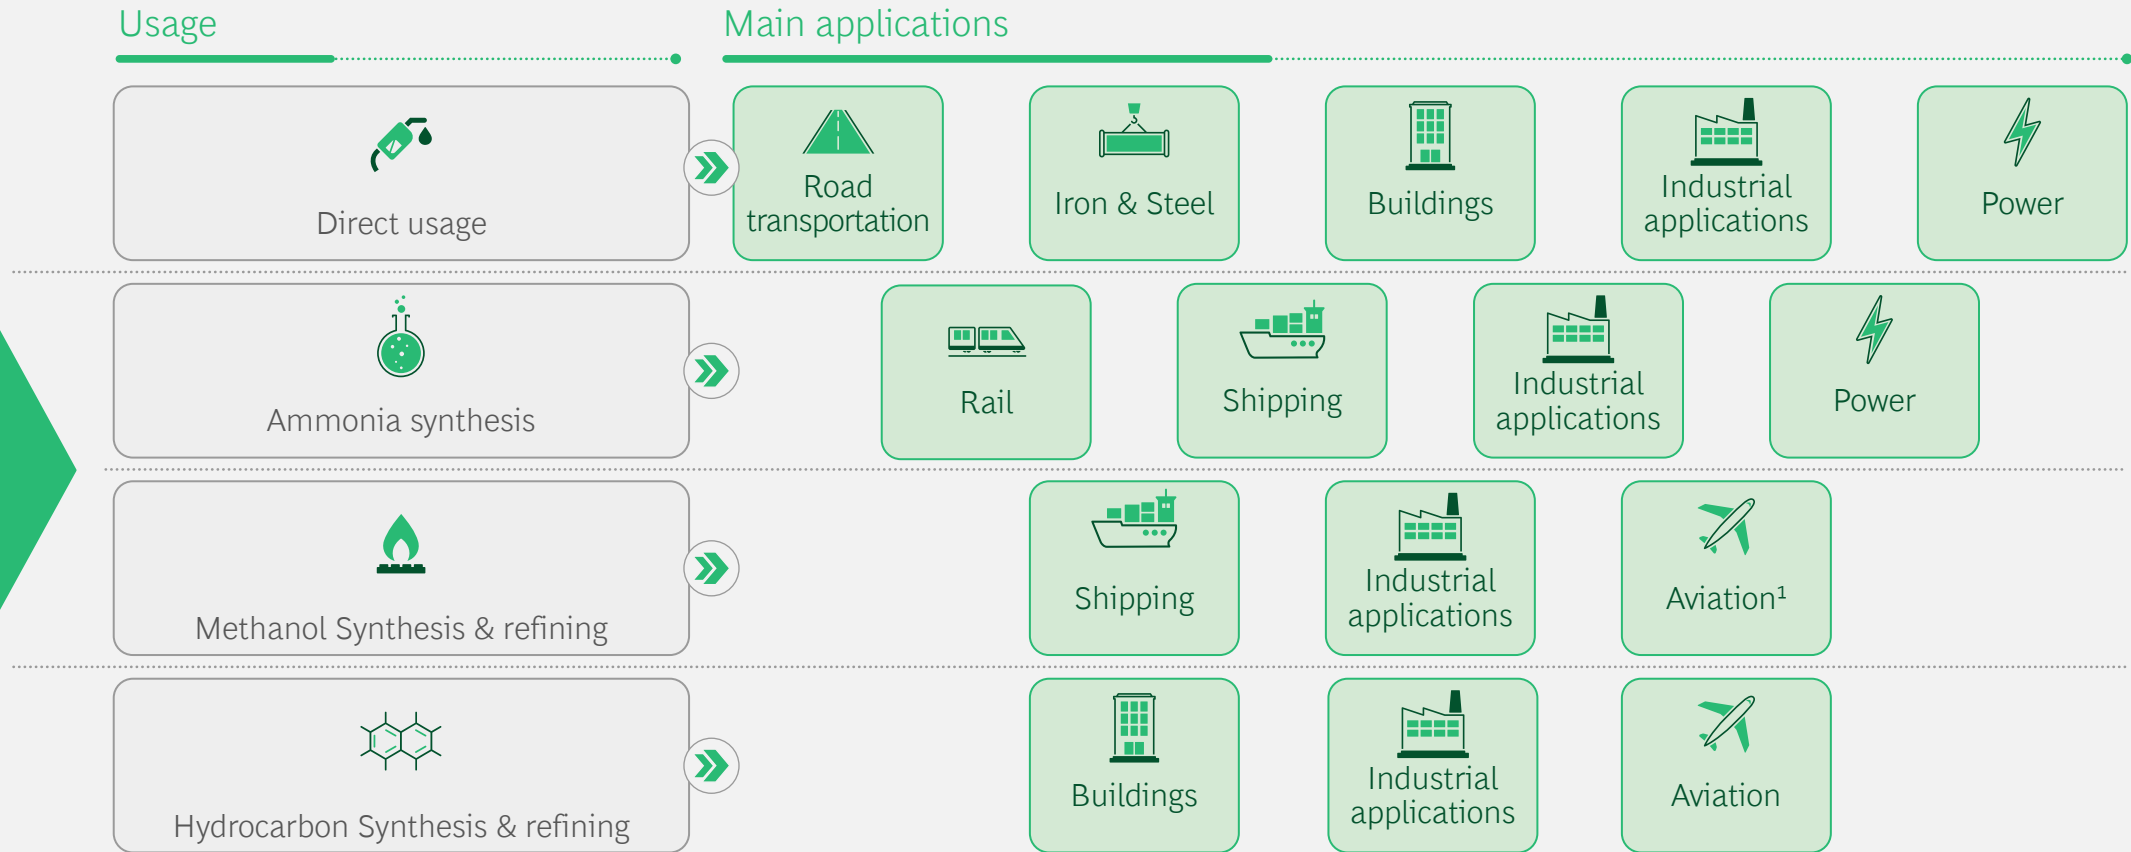 Usage
Main applications
Direct usage
Road
transportation
Iron & Steel
Buildings
Industrial
applications
Power
Ammonia synthesis
Rail
Shipping
Industrial
applications
Power
Methanol Synthesis & refining
Shipping
Industrial
applications
Aviation¹
Hydrocarbon Synthesis & refining
Buildings
Industrial
applications
Aviation